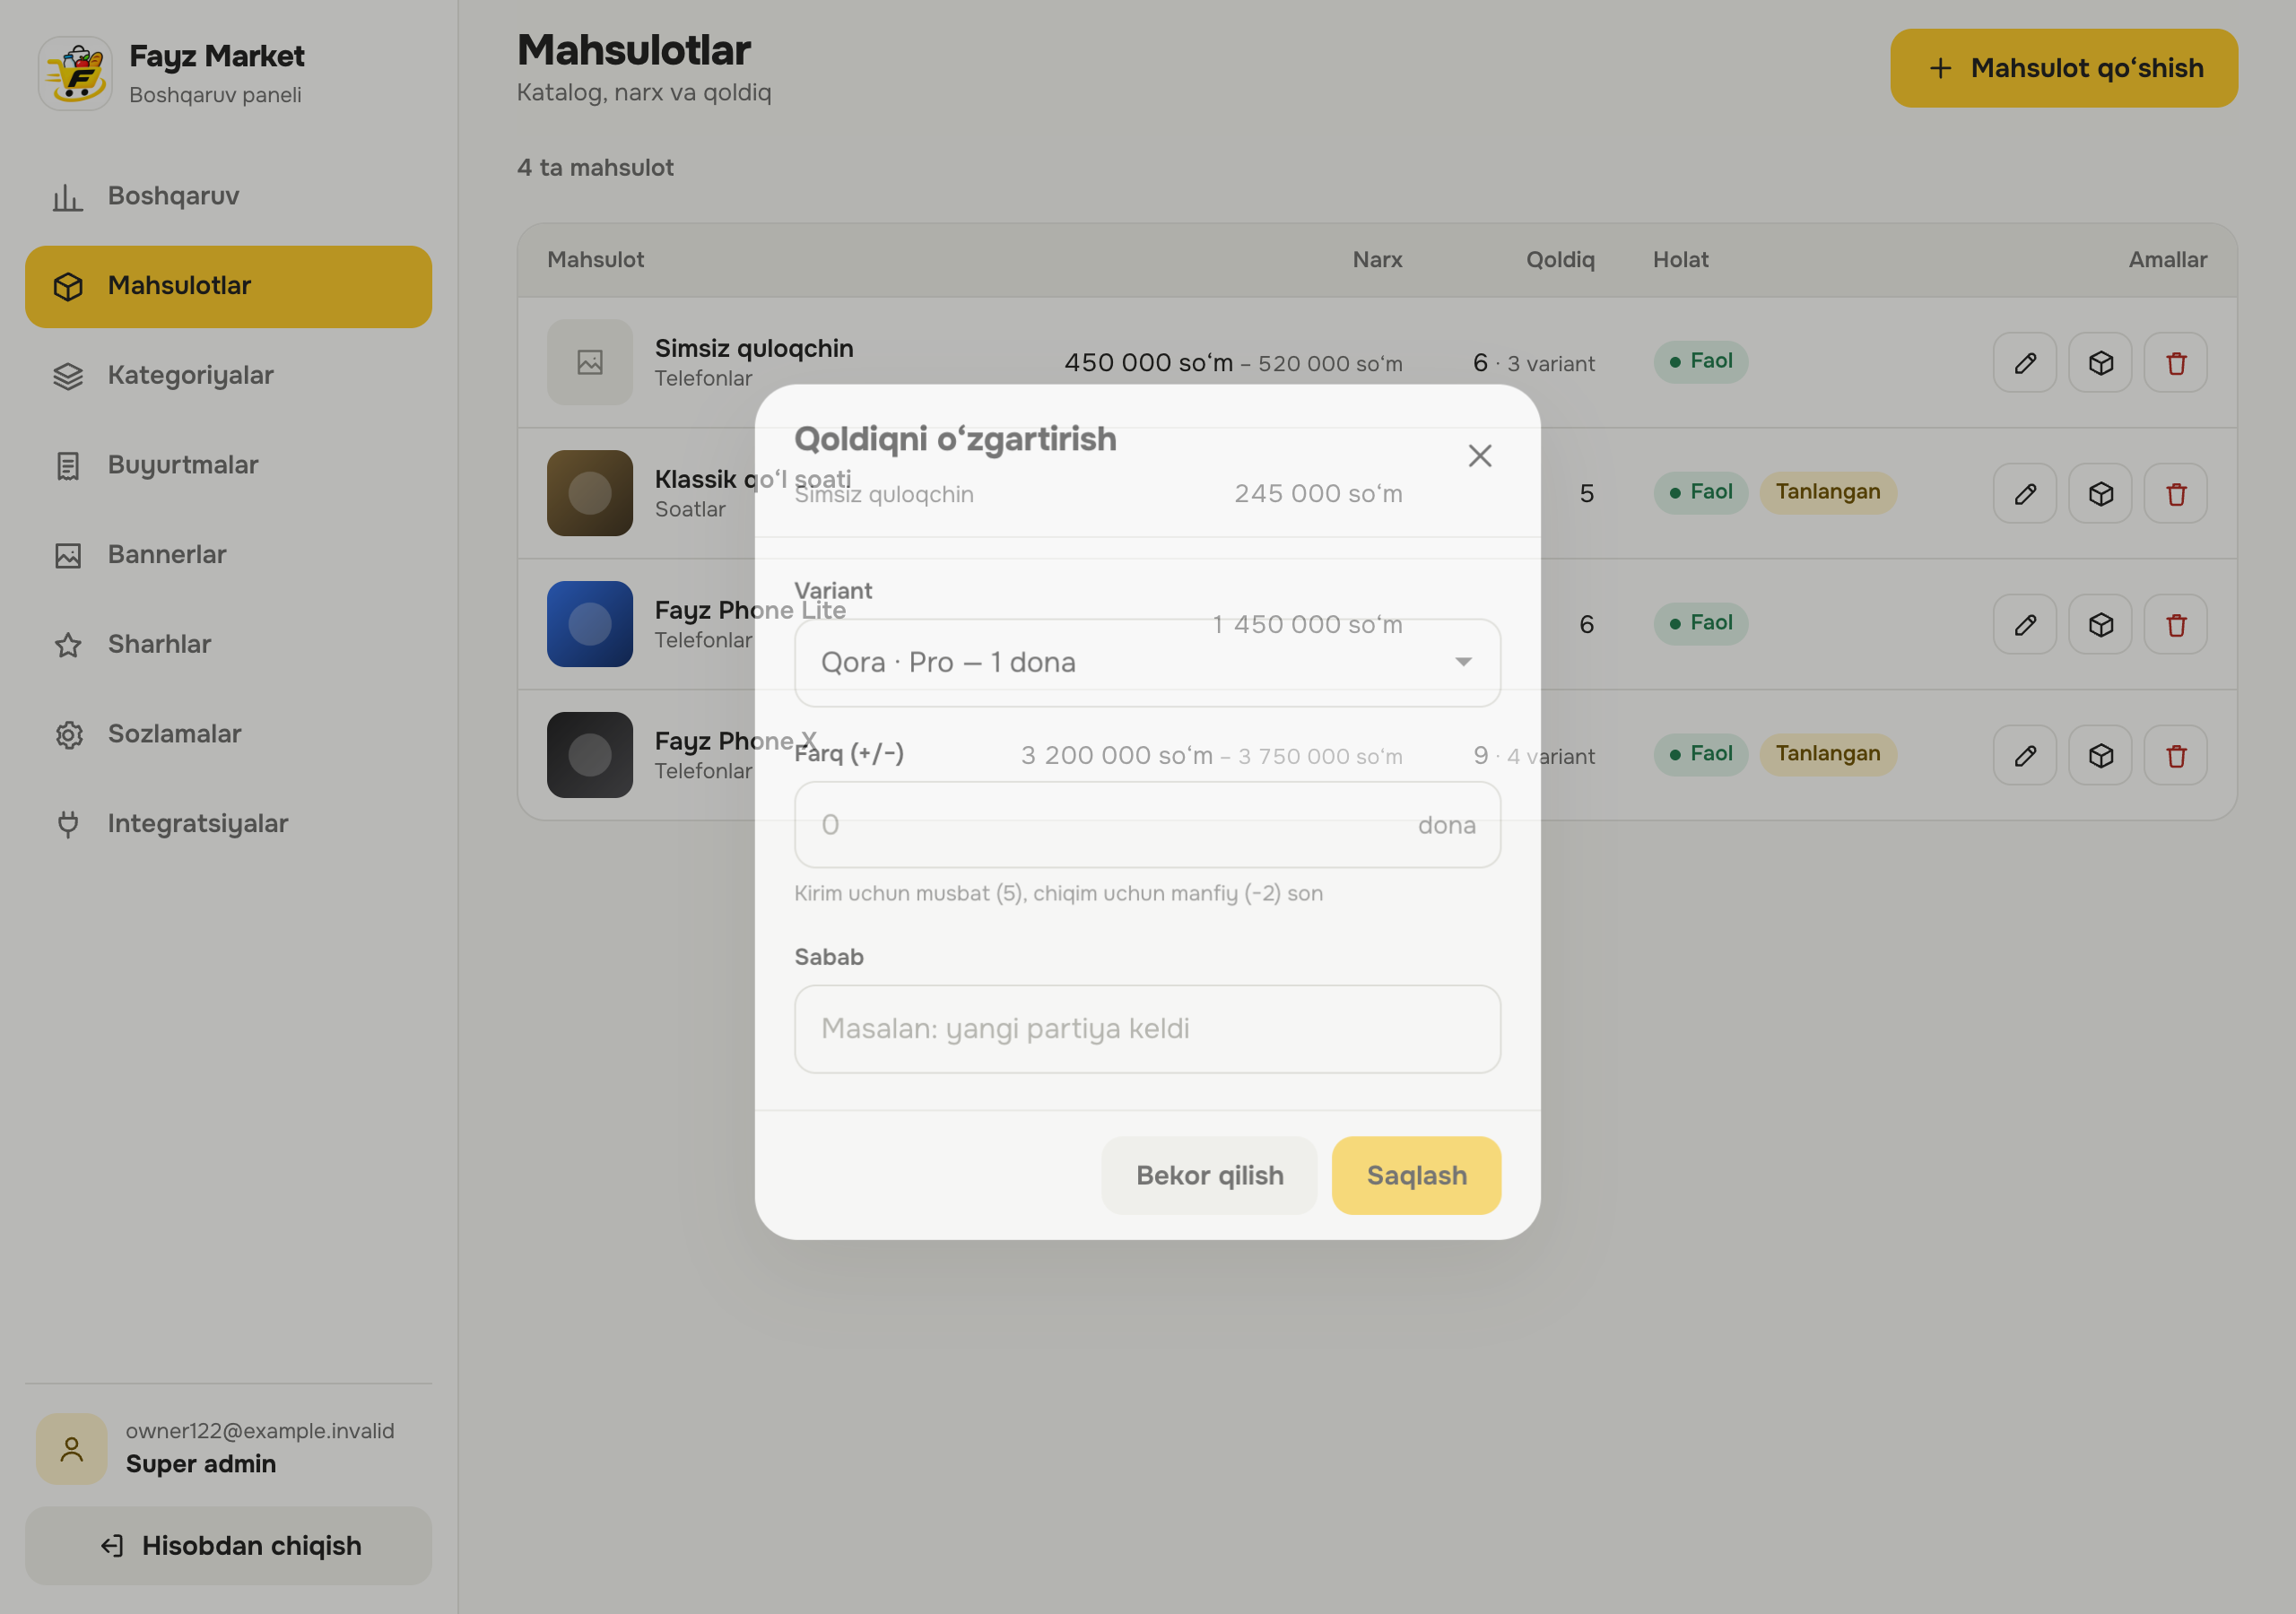 Fayz Market
Boshqaruv paneli
Boshqaruv
Mahsulotlar
Kategoriyalar
Buyurtmalar
Bannerlar
Sharhlar
Sozlamalar
Integratsiyalar
owner122@example.invalid
Super admin
Hisobdan chiqish
Mahsulotlar
Katalog, narx va qoldiq
+ Mahsulot qo‘shish
4 ta mahsulot
Mahsulot Narx Qoldiq Holat Amallar
Simsiz quloqchin
Telefonlar
450 000 so‘m – 520 000 so‘m
6 · 3 variant
Faol
Klassik qo‘l soati
Soatlar
245 000 so‘m
5
Faol
Tanlangan
Fayz Phone Lite
Telefonlar
1 450 000 so‘m
6
Faol
Fayz Phone X
Telefonlar
3 200 000 so‘m – 3 750 000 so‘m
9 · 4 variant
Faol
Tanlangan
Qoldiqni o‘zgartirish
Simsiz quloqchin
Variant
Qora · Pro — 1 dona
Farq (+/−)
0
dona
Kirim uchun musbat (5), chiqim uchun manfiy (−2) son
Sabab
Masalan: yangi partiya keldi
Bekor qilish
Saqlash